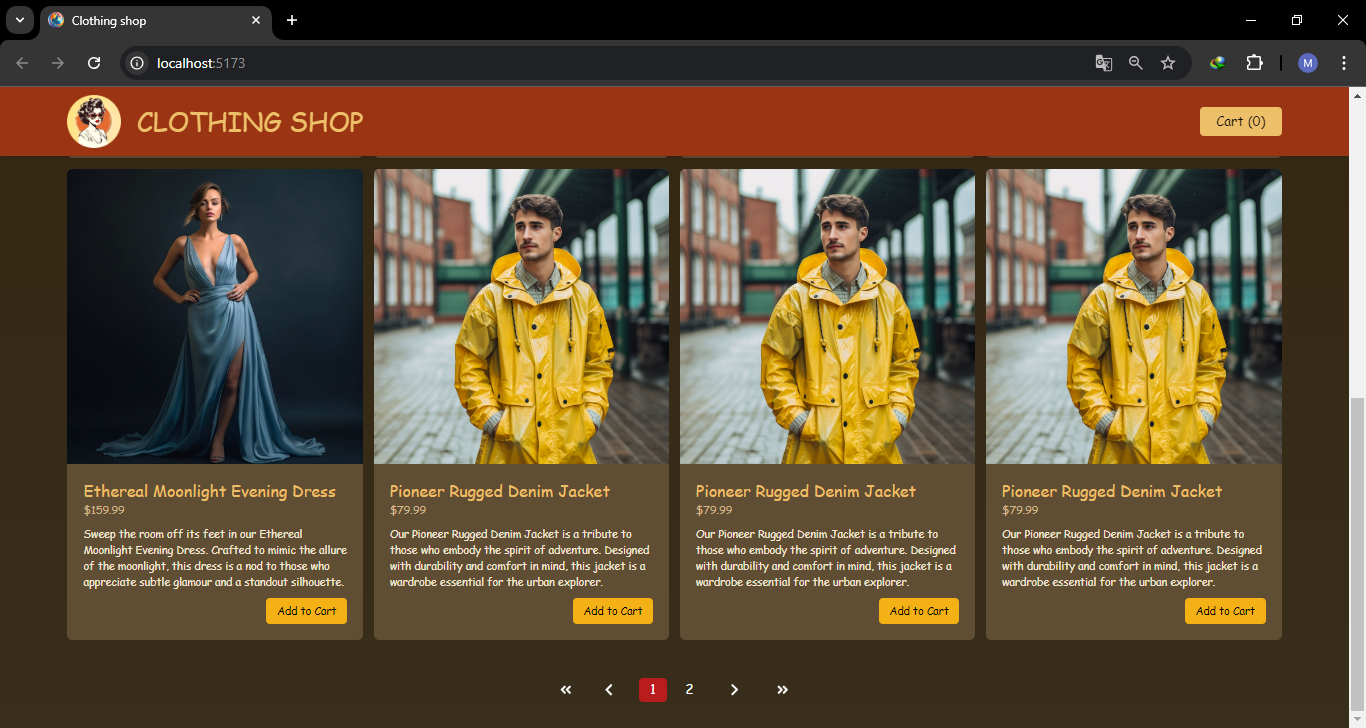 Clothing shop
localhost:5173
M
CLOTHING SHOP
Cart (0)
Ethereal Moonlight Evening Dress
$159.99
Sweep the room off its feet in our Ethereal
Moonlight Evening Dress. Crafted to mimic the allure
of the moonlight, this dress is a nod to those who
appreciate subtle glamour and a standout silhouette.
Add to Cart
Pioneer Rugged Denim Jacket
$79.99
Our Pioneer Rugged Denim Jacket is a tribute to
those who embody the spirit of adventure. Designed
with durability and comfort in mind, this jacket is a
wardrobe essential for the urban explorer.
Add to Cart
Pioneer Rugged Denim Jacket
$79.99
Our Pioneer Rugged Denim Jacket is a tribute to
those who embody the spirit of adventure. Designed
with durability and comfort in mind, this jacket is a
wardrobe essential for the urban explorer.
Add to Cart
Pioneer Rugged Denim Jacket
$79.99
Our Pioneer Rugged Denim Jacket is a tribute to
those who embody the spirit of adventure. Designed
with durability and comfort in mind, this jacket is a
wardrobe essential for the urban explorer.
Add to Cart
« ‹ 1 2 › »